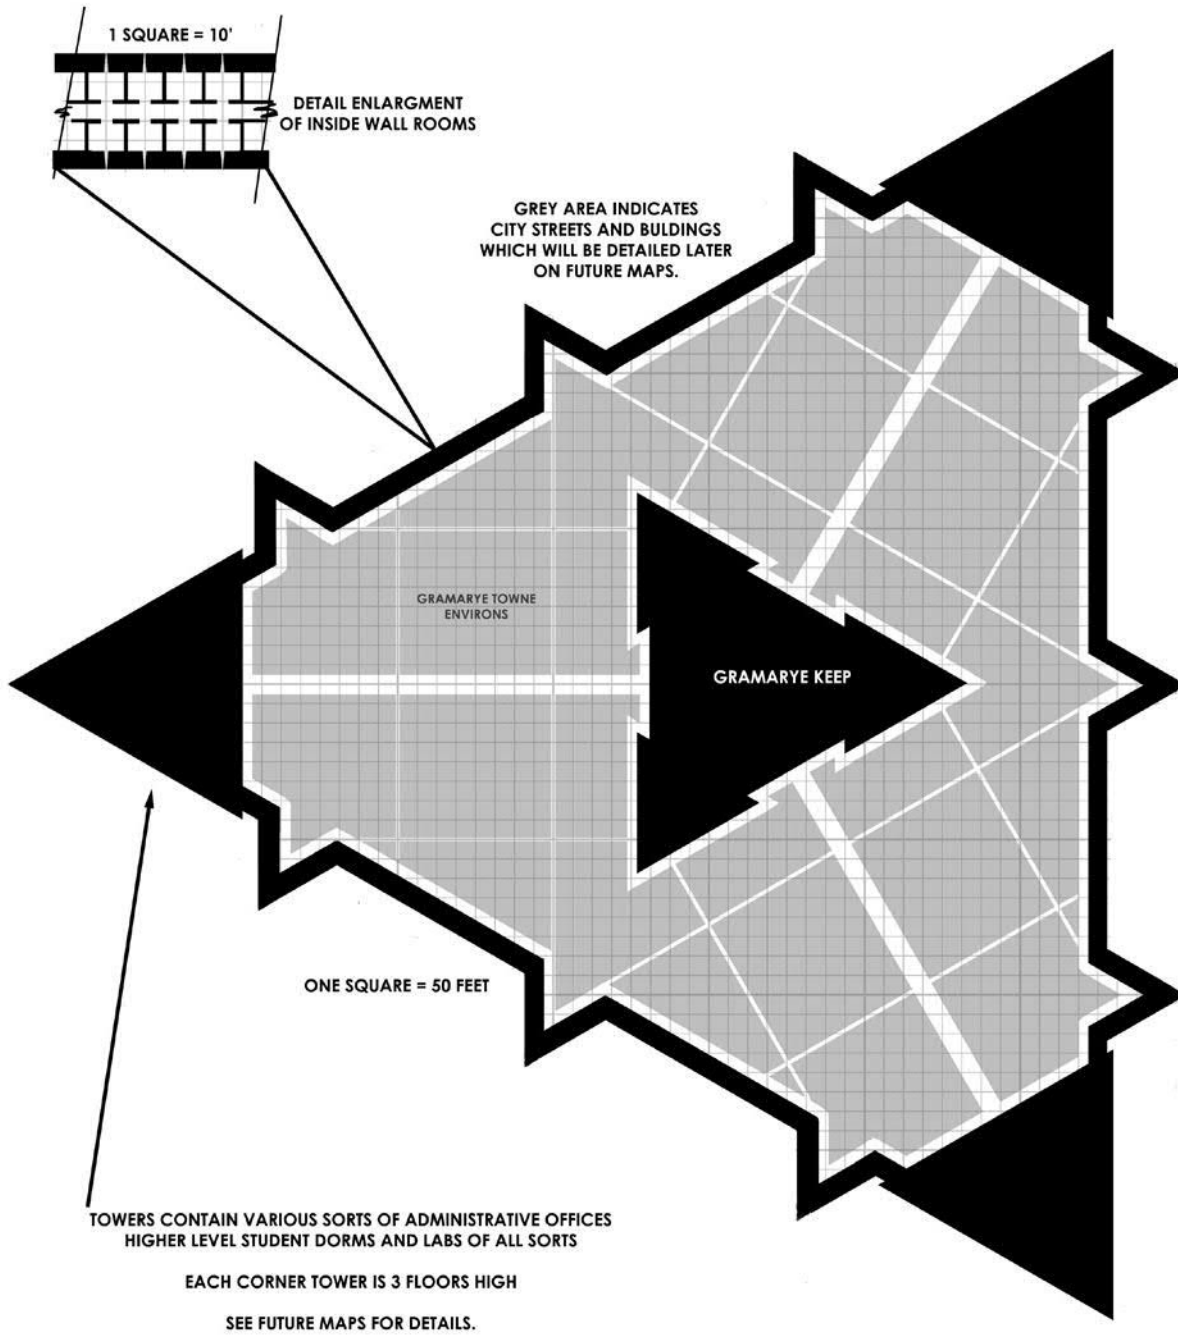 1 SQUARE = 10'
DETAIL ENLARGMENT
OF INSIDE WALL ROOMS
GREY AREA INDICATES
CITY STREETS AND BULDINGS
WHICH WILL BE DETAILED LATER
ON FUTURE MAPS.
GRAMARYE TOWNE
ENVIRONS
GRAMARYE KEEP
ONE SQUARE = 50 FEET
TOWERS CONTAIN VARIOUS SORTS OF ADMINISTRATIVE OFFICES
HIGHER LEVEL STUDENT DORMS AND LABS OF ALL SORTS
EACH CORNER TOWER IS 3 FLOORS HIGH
SEE FUTURE MAPS FOR DETAILS.